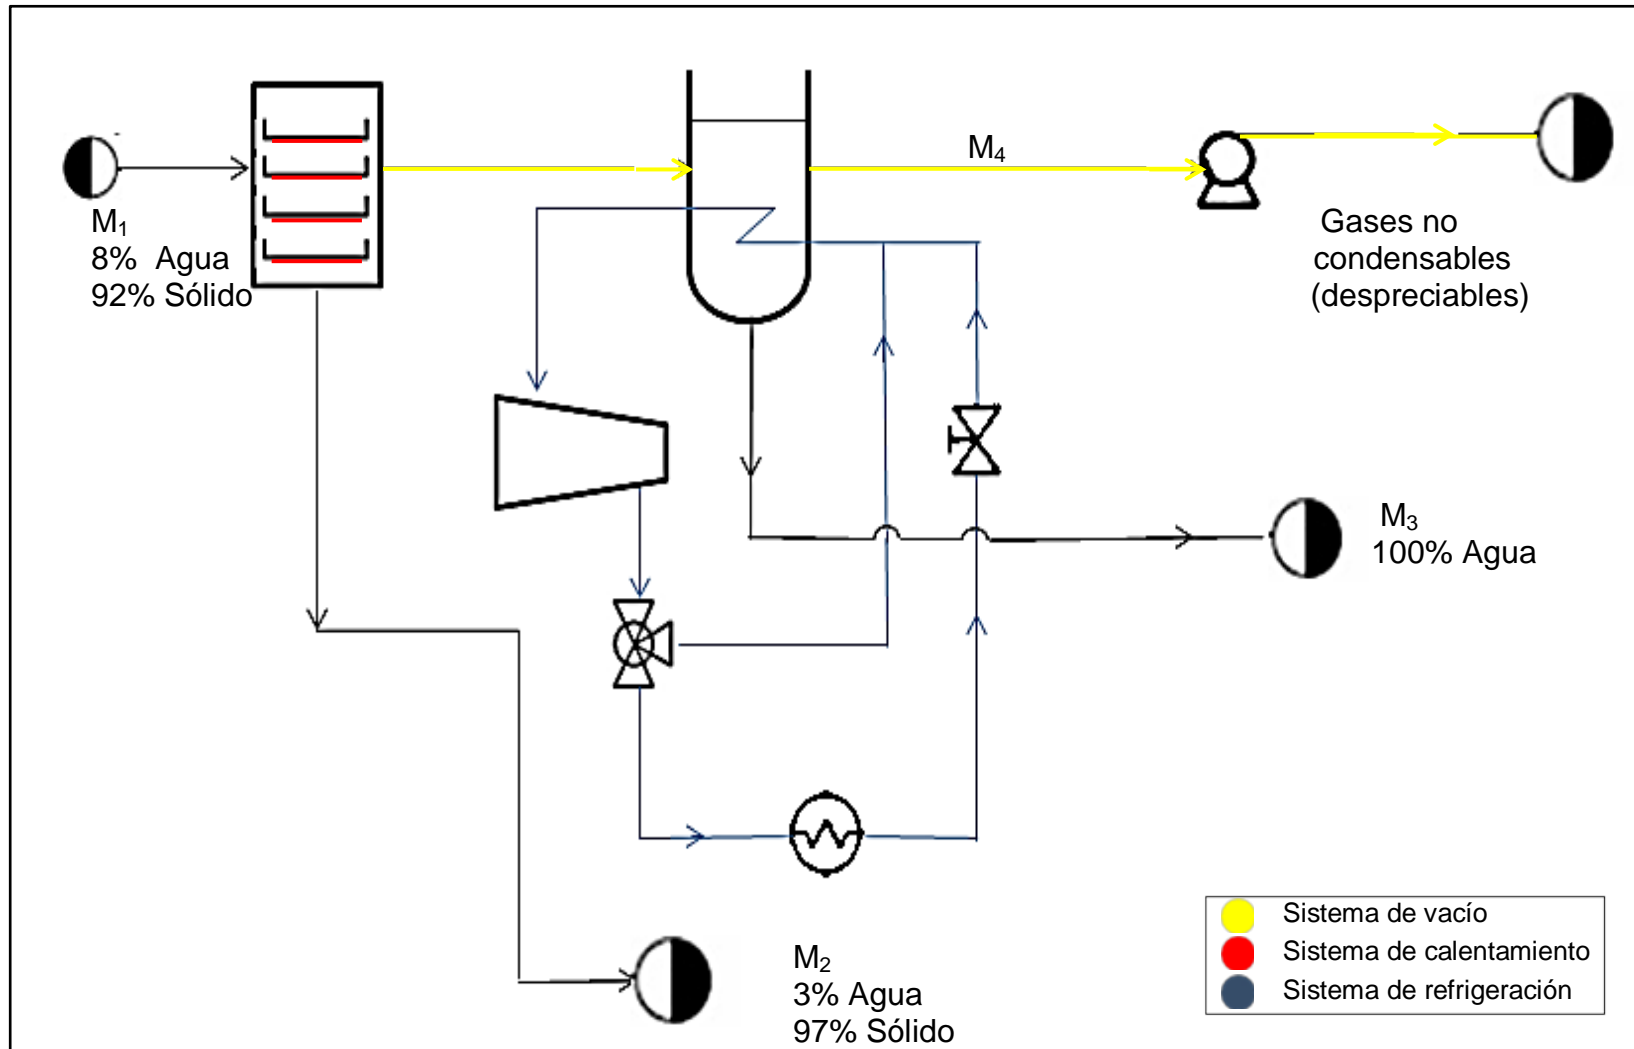 M₄
M₁
8% Agua
92% Sólido
Gases no
condensables
(despreciables)
M₃
100% Agua
M₂
3% Agua
97% Sólido
Sistema de vacío
Sistema de calentamiento
Sistema de refrigeración